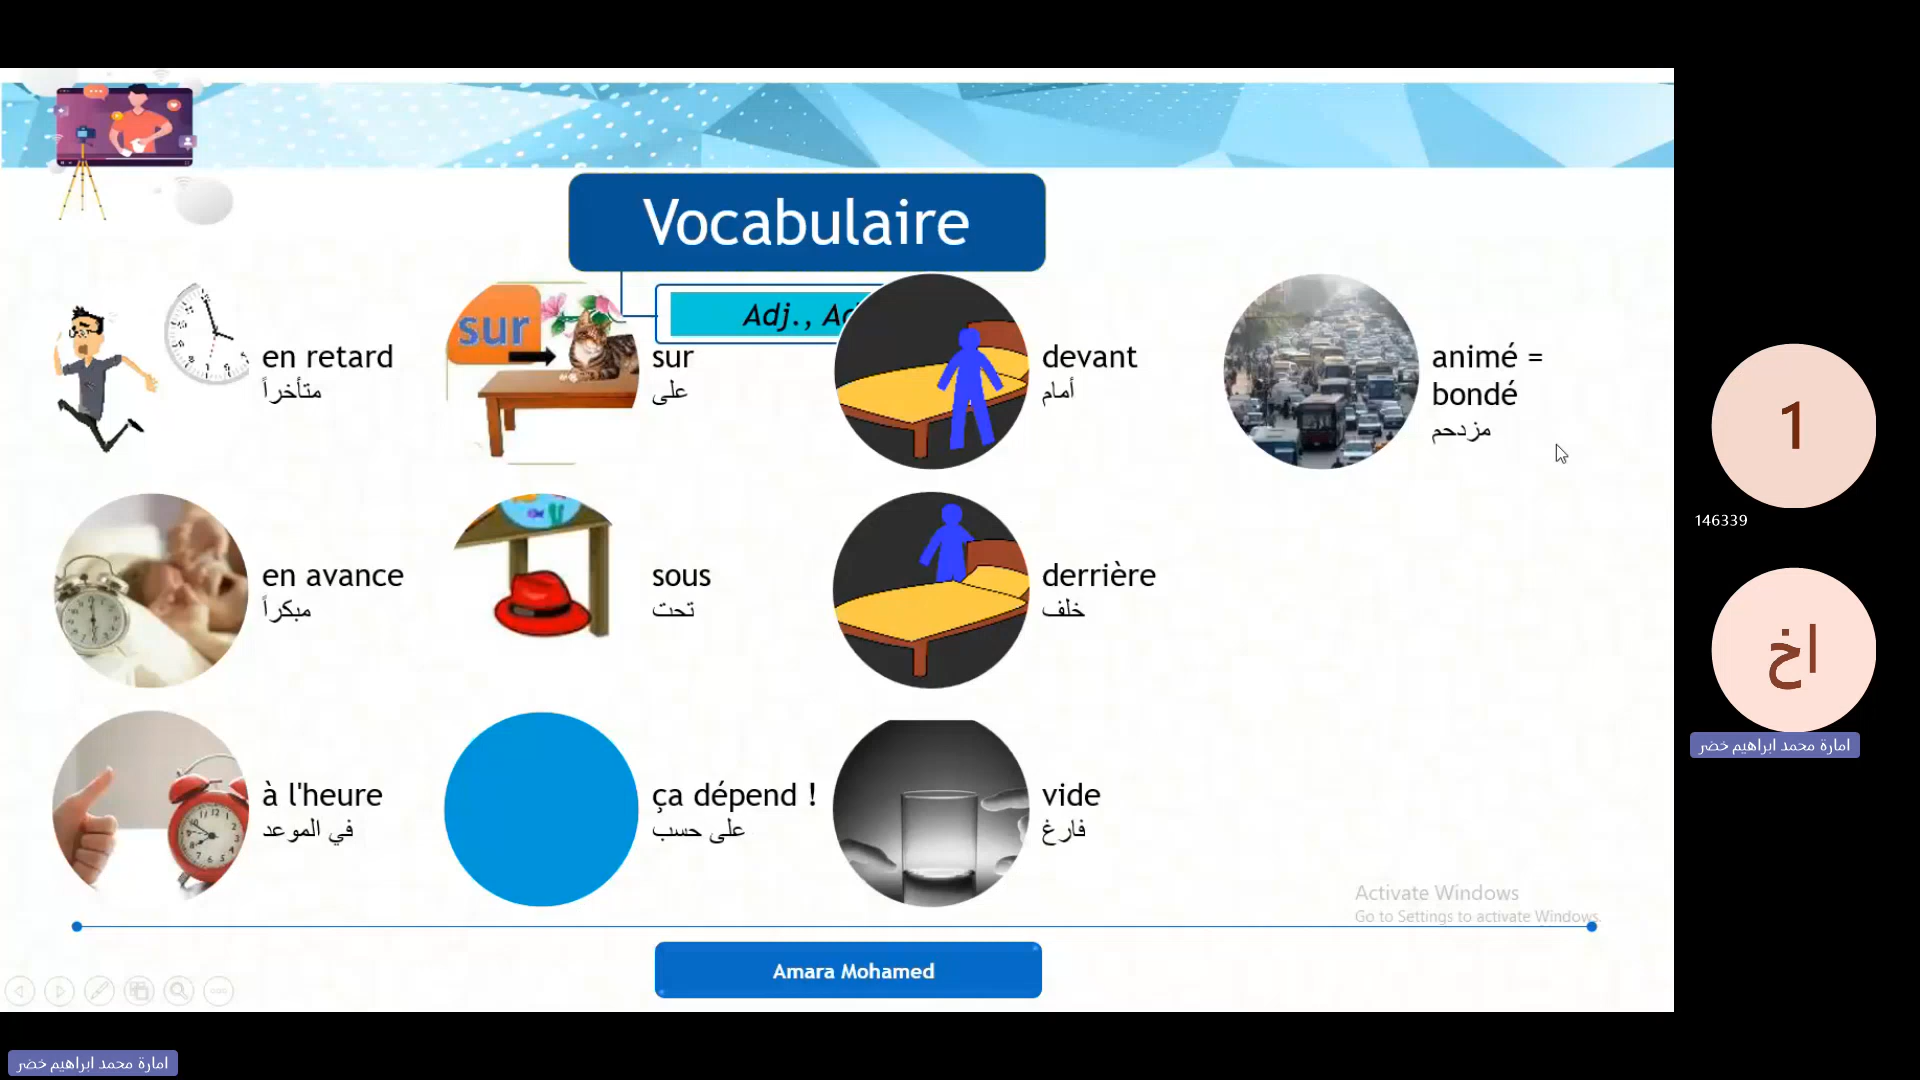 Vocabulaire
Adj., Ad
sur
en retard
متأخراً
sur
على
devant
أمام
animé =
bondé
مزدحم
en avance
مبكراً
sous
تحت
derrière
خلف
à l'heure
في الموعد
ça dépend !
على حسب
vide
فارغ
Activate Windows
Go to Settings to activate Windows.
Amara Mohamed
1
146339
اخ
امارة محمد ابراهيم خضر
امارة محمد ابراهيم خضر